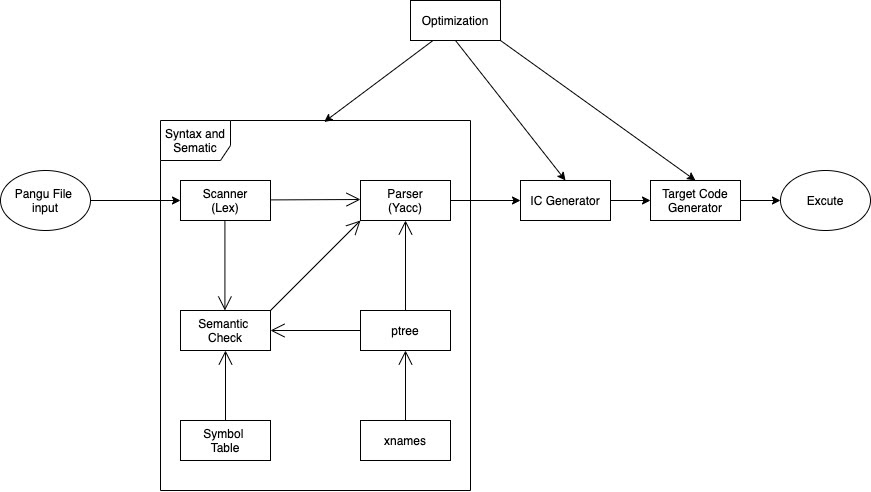 Optimization
Syntax and
Sematic
Pangu File
input
Scanner
(Lex)
Parser
(Yacc)
IC Generator
Target Code
Generator
Excute
Semantic
Check
ptree
Symbol
Table
xnames